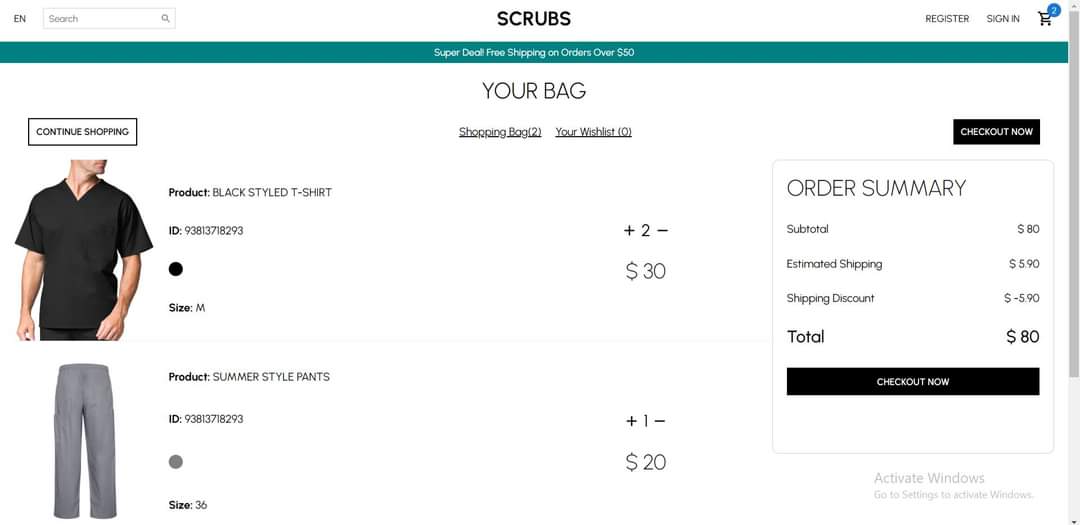 EN
Search
SCRUBS
REGISTER
SIGN IN
2
Super Deal! Free Shipping on Orders Over $50
YOUR BAG
CONTINUE SHOPPING
Shopping Bag(2)
Your Wishlist (0)
CHECKOUT NOW
Product: BLACK STYLED T-SHIRT
ID: 93813718293
Size: M
+ 2 −
$ 30
Product: SUMMER STYLE PANTS
ID: 93813718293
Size: 36
+ 1 −
$ 20
ORDER SUMMARY
Subtotal $ 80
Estimated Shipping $ 5.90
Shipping Discount $ -5.90
Total $ 80
CHECKOUT NOW
Activate Windows
Go to Settings to activate Windows.